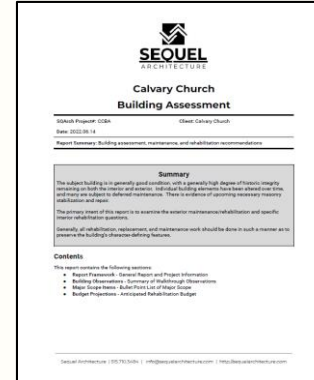 SEQUEL
ARCHITECTURE
Calvary Church
Building Assessment
SQArch Project#: CCBA
Client: Calvary Church
Date: 2022.09.14
Report Summary: Building assessment, maintenance, and rehabilitation recommendations
Summary
The subject building is in generally good condition, with a generally high degree of historic integrity
remaining on both the interior and exterior. Individual building elements have been altered over time,
and many are subject to deferred maintenance. There is evidence of upcoming necessary masonry
stabilization and repair.
The primary intent of this report is to examine the exterior maintenance/rehabilitation and specific
interior rehabilitation questions.
Generally, all rehabilitation, replacement, and maintenance work should be done in such a manner as to
preserve the building's character-defining features.
Contents
This report contains the following sections:
● Report Framework - General Report and Project Information
● Building Observations - Summary of Walkthrough Observations
● Major Scope Items - Bullet Point List of Major Scope
● Budget Projections - Anticipated Rehabilitation Budget
Sequel Architecture | | info@sequelarchitecture.com | http://sequelarchitecture.com